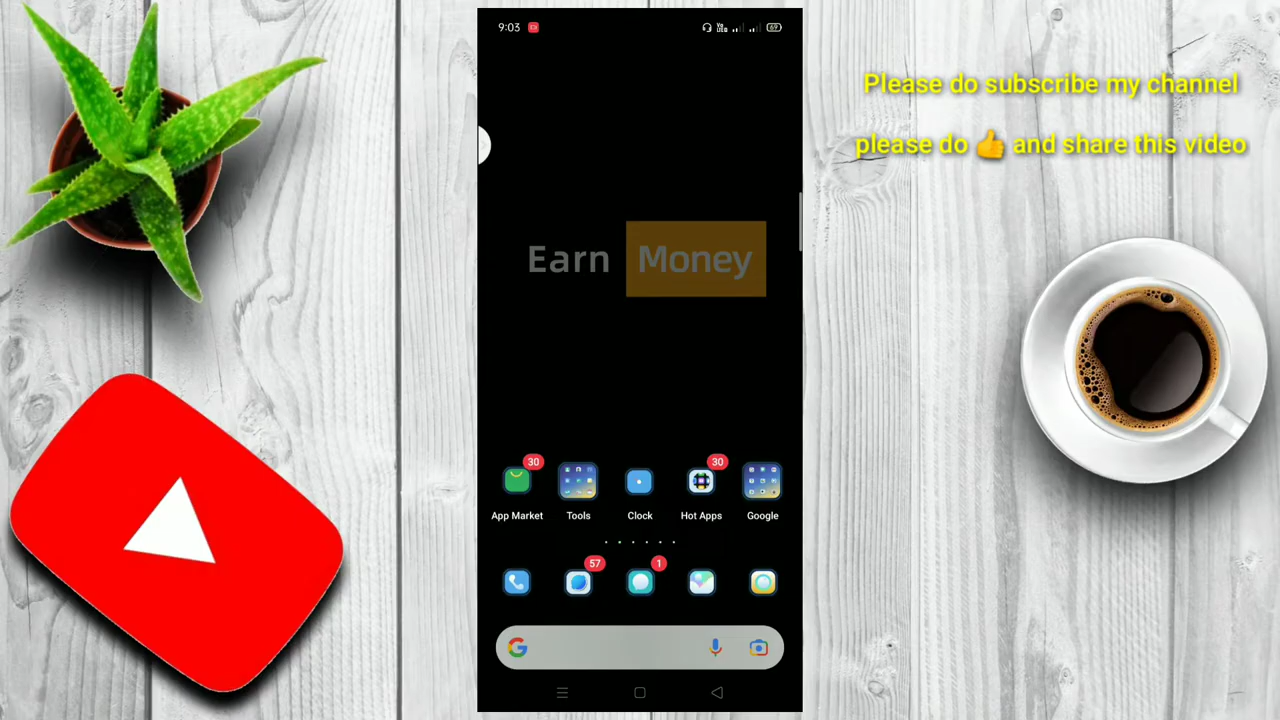 9:03
69
Please do subscribe my channel
please do 👍 and share this video
Earn Money
30
30
App Market Tools Clock Hot Apps Google
57
1
G